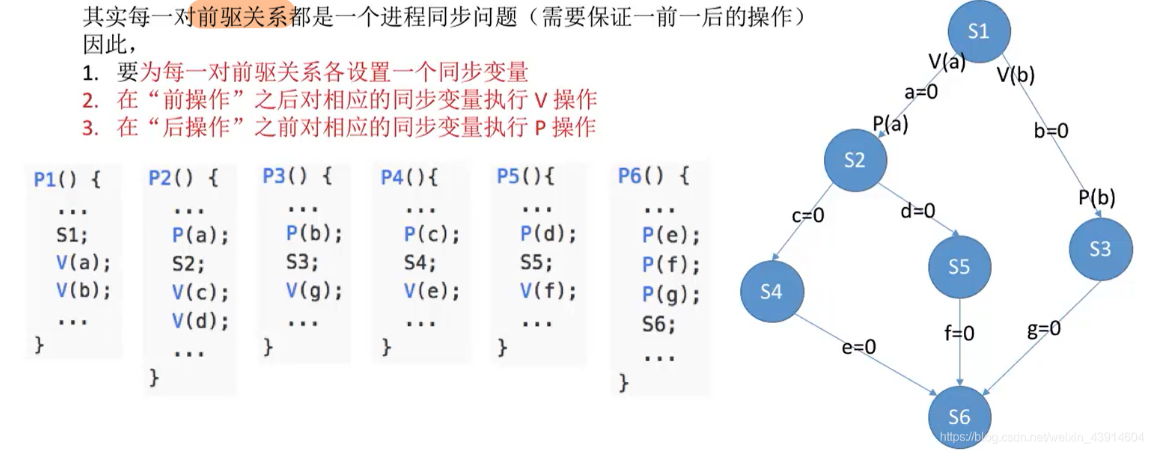 其实每一对前驱关系都是一个进程同步问题（需要保证一前一后的操作）
因此，
1. 要为每一对前驱关系各设置一个同步变量
2. 在“前操作”之后对相应的同步变量执行 V 操作
3. 在“后操作”之前对相应的同步变量执行 P 操作
P1() {
...
S1;
V(a);
V(b);
...
}
P2() {
...
P(a);
S2;
V(c);
V(d);
...
}
P3() {
...
P(b);
S3;
V(g);
...
}
P4(){
...
P(c);
S4;
V(e);
...
}
P5(){
...
P(d);
S5;
V(f);
...
}
P6() {
...
P(e);
P(f);
P(g);
S6;
...
}
S1
V(a)
V(b)
a=0
P(a)
b=0
S2
P(b)
c=0
d=0
S3
S5
S4
f=0
g=0
e=0
S6
https://blog.csdn.net/weixin_43914604